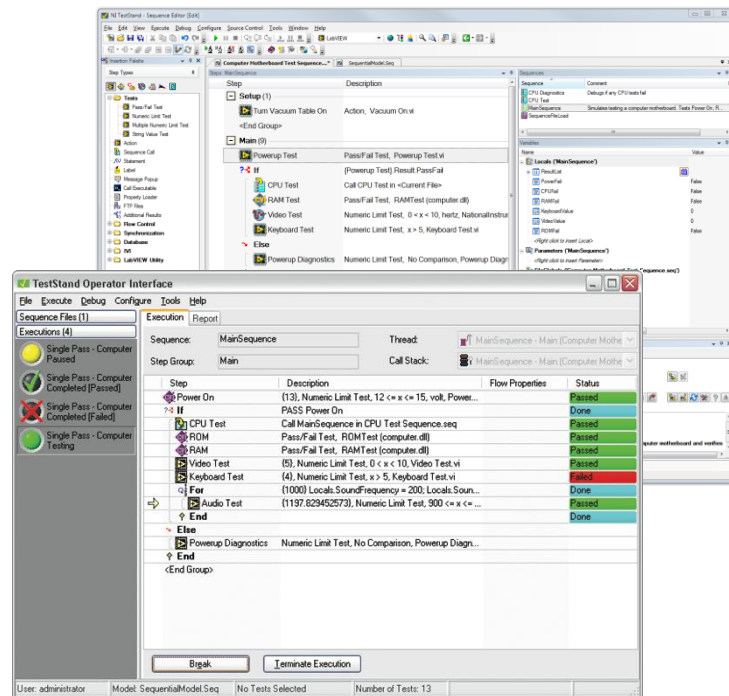 NI TestStand - Sequence Editor [Edit]
File Edit View Execute Debug Configure Source Control Tools Window Help
LabVIEW
Insertion Palette
Computer Motherboard Test Sequence...*
SequentialModel.Seq
Step Types
Steps: MainSequence
Sequences
Step Description
Sequence Comment
Tests
Pass/Fail Test
Numeric Limit Test
Multiple Numeric Limit Test
String Value Test
Action
Sequence Call
Statement
Label
Message Popup
Call Executable
Property Loader
FTP Files
Additional Results
Flow Control
Synchronization
Database
IVI
LabVIEW Utility
Setup (1)
Turn Vacuum Table On Action, Vacuum On.vi
<End Group>
Main (9)
Powerup Test Pass/Fail Test, Powerup Test.vi
If {Powerup Test}.Result.PassFail
CPU Test Call CPU Test in <Current File>
RAM Test Pass/Fail Test, RAMTest (computer.dll)
Video Test Numeric Limit Test, 0 < x < 10, hertz, NationalInstrum
Keyboard Test Numeric Limit Test, x > 5, Keyboard Test.vi
Else
Powerup Diagnostics Numeric Limit Test, No Comparison, Powerup Diagn
CPU Diagnostics Debugs if any CPU tests fail
CPU Test
MainSequence Simulates testing a computer motherboard. Tests Power On, R
SequenceFileLoad
Variables
Name Value
Locals ('MainSequence')
ResultList
PowerFail False
CPUFail False
RAMFail False
KeyboardValue 0
VideoValue 0
ROMFail False
<Right click to insert Local>
Parameters ('MainSequence')
<Right click to insert Parameter>
mputer motherboard and verifies
TestStand Operator Interface
File Execute Debug Configure Tools Help
Sequence Files (1)
Executions (4)
Single Pass - Computer
Paused
Single Pass - Computer
Completed [Passed]
Single Pass - Computer
Completed [Failed]
Single Pass - Computer
Testing
Execution Report
Sequence: MainSequence Thread: MainSequence - Main (Computer Mothe
Step Group: Main Call Stack: MainSequence - Main (Computer Mothe
Step Description Flow Properties Status
Power On {13}, Numeric Limit Test, 12 <= x <= 15, volt, Power... Passed
If PASS Power On Done
CPU Test Call MainSequence in CPU Test Sequence.seq Passed
ROM Pass/Fail Test, ROMTest (computer.dll) Passed
RAM Pass/Fail Test, RAMTest (computer.dll) Passed
Video Test {5}, Numeric Limit Test, 0 < x < 10, Video Test.vi Passed
Keyboard Test {4}, Numeric Limit Test, x > 5, Keyboard Test.vi Failed
For {1000} Locals.SoundFrequency = 200; Locals.Soun... Done
Audio Test {1197.829452573}, Numeric Limit Test, 900 <= x <= ... Passed
End Done
Else
Powerup Diagnostics Numeric Limit Test, No Comparison, Powerup Diagn...
End
<End Group>
Break Terminate Execution
User: administrator Model: SequentialModel.Seq No Tests Selected Number of Tests: 13